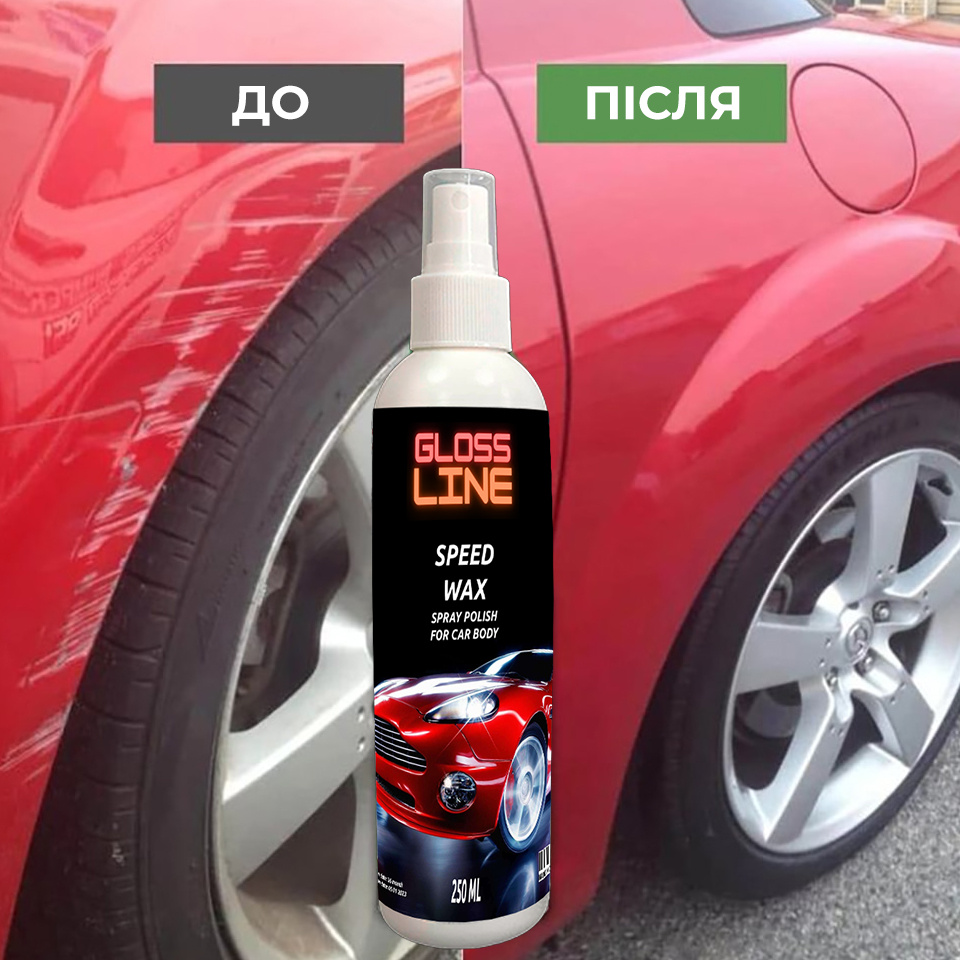 ДО
ПІСЛЯ
GLOSS
LINE
SPEED
WAX
SPRAY POLISH
FOR CAR BODY
250 ML